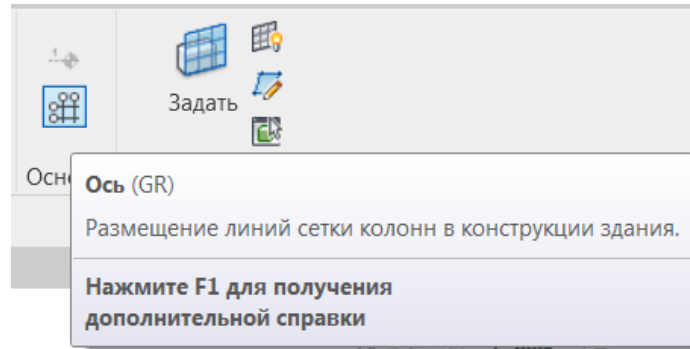 Задать
Осн
Ось (GR)
Размещение линий сетки колонн в конструкции здания.
Нажмите F1 для получения
дополнительной справки